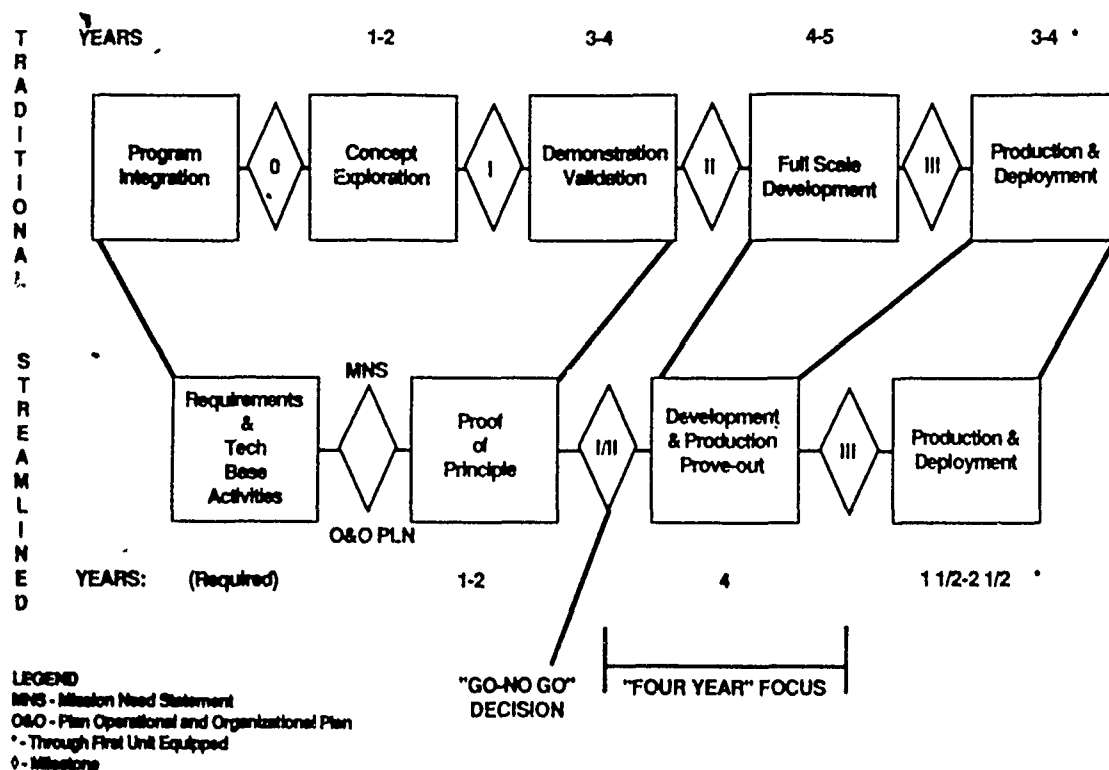 TRADITIONAL
YEARS 1-2 3-4 4-5 3-4 *
Program
Integration
0
Concept
Exploration
I
Demonstration
Validation
II
Full Scale
Development
III
Production &
Deployment
STREAMLINED
Requirements
&
Tech
Base
Activities
MNS
O&O PLN
Proof
of
Principle
I/II
Development
& Production
Prove-out
III
Production &
Deployment
YEARS: (Required) 1-2 4 1 1/2-2 1/2 *
"GO-NO GO"
DECISION
"FOUR YEAR" FOCUS
LEGEND
MNS - Mission Need Statement
O&O - Plan Operational and Organizational Plan
* - Through First Unit Equipped
◊ - Milestone